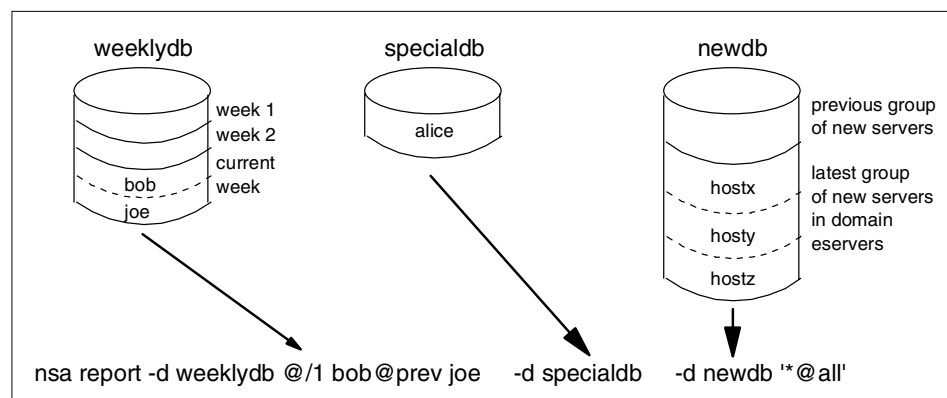 weeklydb
week 1
week 2
current
week
bob
joe
specialdb
alice
newdb
previous group
of new servers
latest group
of new servers
in domain
eservers
hostx
hosty
hostz
nsa report -d weeklydb @/1 bob@prev joe -d specialdb -d newdb '*@all'